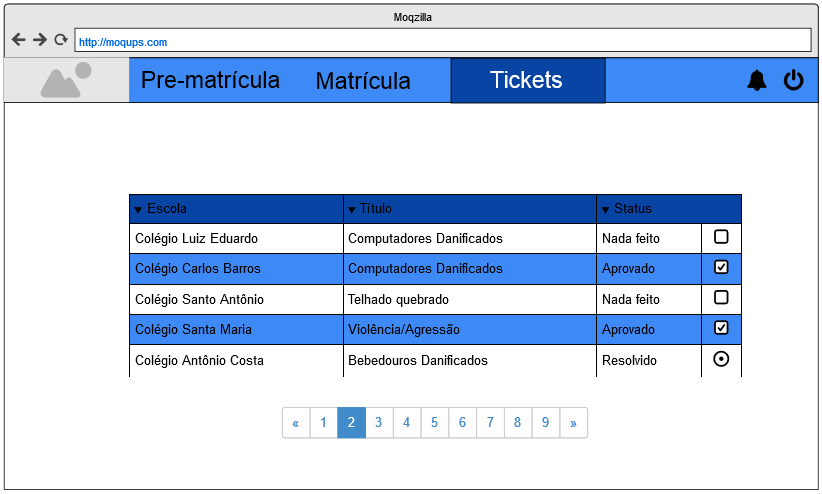 Moqzilla
http://moqups.com
Pre-matrícula Matrícula Tickets
▼ Escola ▼ Título ▼ Status
Colégio Luiz Eduardo Computadores Danificados Nada feito
Colégio Carlos Barros Computadores Danificados Aprovado
Colégio Santo Antônio Telhado quebrado Nada feito
Colégio Santa Maria Violência/Agressão Aprovado
Colégio Antônio Costa Bebedouros Danificados Resolvido
« 1 2 3 4 5 6 7 8 9 »